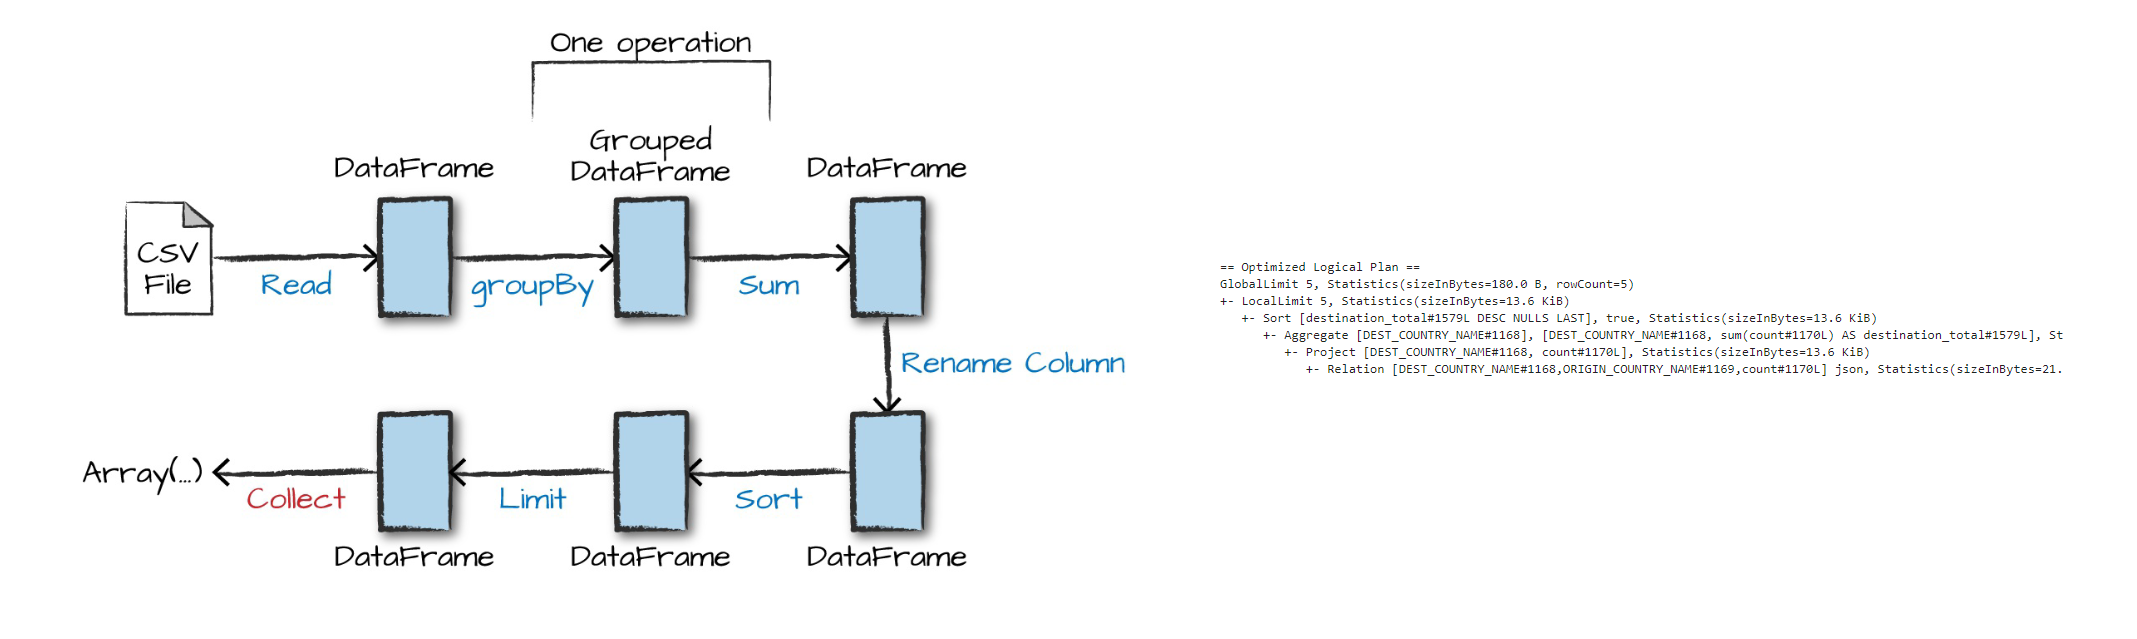 One operation
Grouped
DataFrame
DataFrame
DataFrame
CSV
File
Read
groupBy
Sum
Rename Column
Array(...)
Collect
Limit
Sort
DataFrame
DataFrame
DataFrame
== Optimized Logical Plan ==
GlobalLimit 5, Statistics(sizeInBytes=180.0 B, rowCount=5)
+- LocalLimit 5, Statistics(sizeInBytes=13.6 KiB)
+- Sort [destination_total#1579L DESC NULLS LAST], true, Statistics(sizeInBytes=13.6 KiB)
+- Aggregate [DEST_COUNTRY_NAME#1168], [DEST_COUNTRY_NAME#1168, sum(count#1170L) AS destination_total#1579L], St
+- Project [DEST_COUNTRY_NAME#1168, count#1170L], Statistics(sizeInBytes=13.6 KiB)
+- Relation [DEST_COUNTRY_NAME#1168,ORIGIN_COUNTRY_NAME#1169,count#1170L] json, Statistics(sizeInBytes=21.